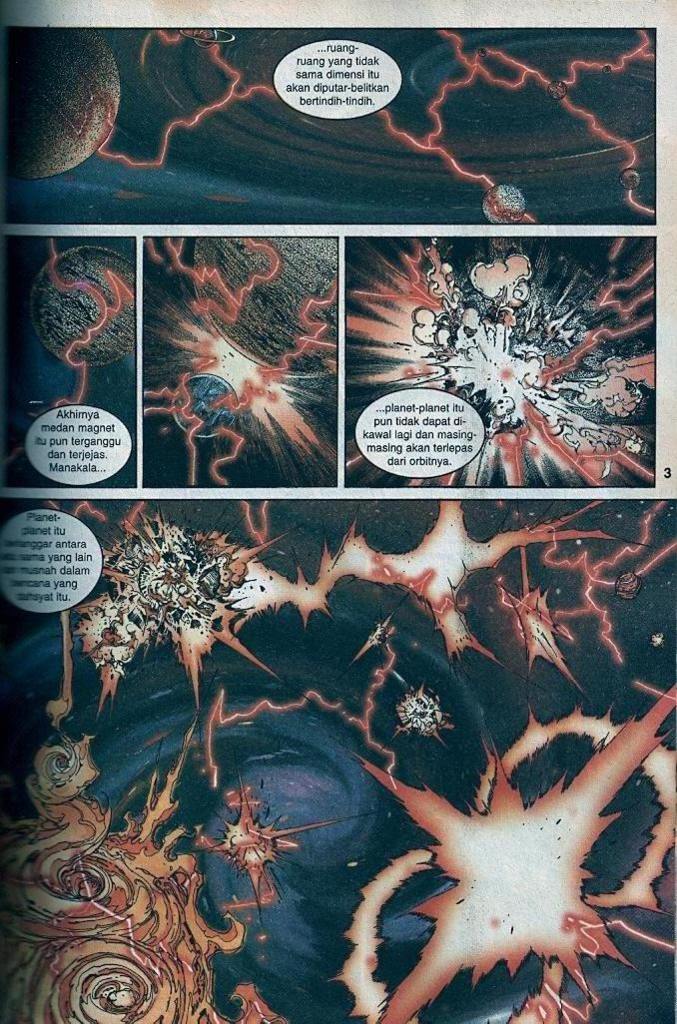 ...ruang-
ruang yang tidak
sama dimensi itu
akan diputar-belitkan
bertindih-tindih.
Akhirnya
medan magnet
itu pun terganggu
dan terjejas.
Manakala...
...planet-planet itu
pun tidak dapat di-
kawal lagi dan masing-
masing akan terlepas
dari orbitnya.
3
Planet-
planet itu
antara
sama yang lain
musnah dalam
yang
itu.